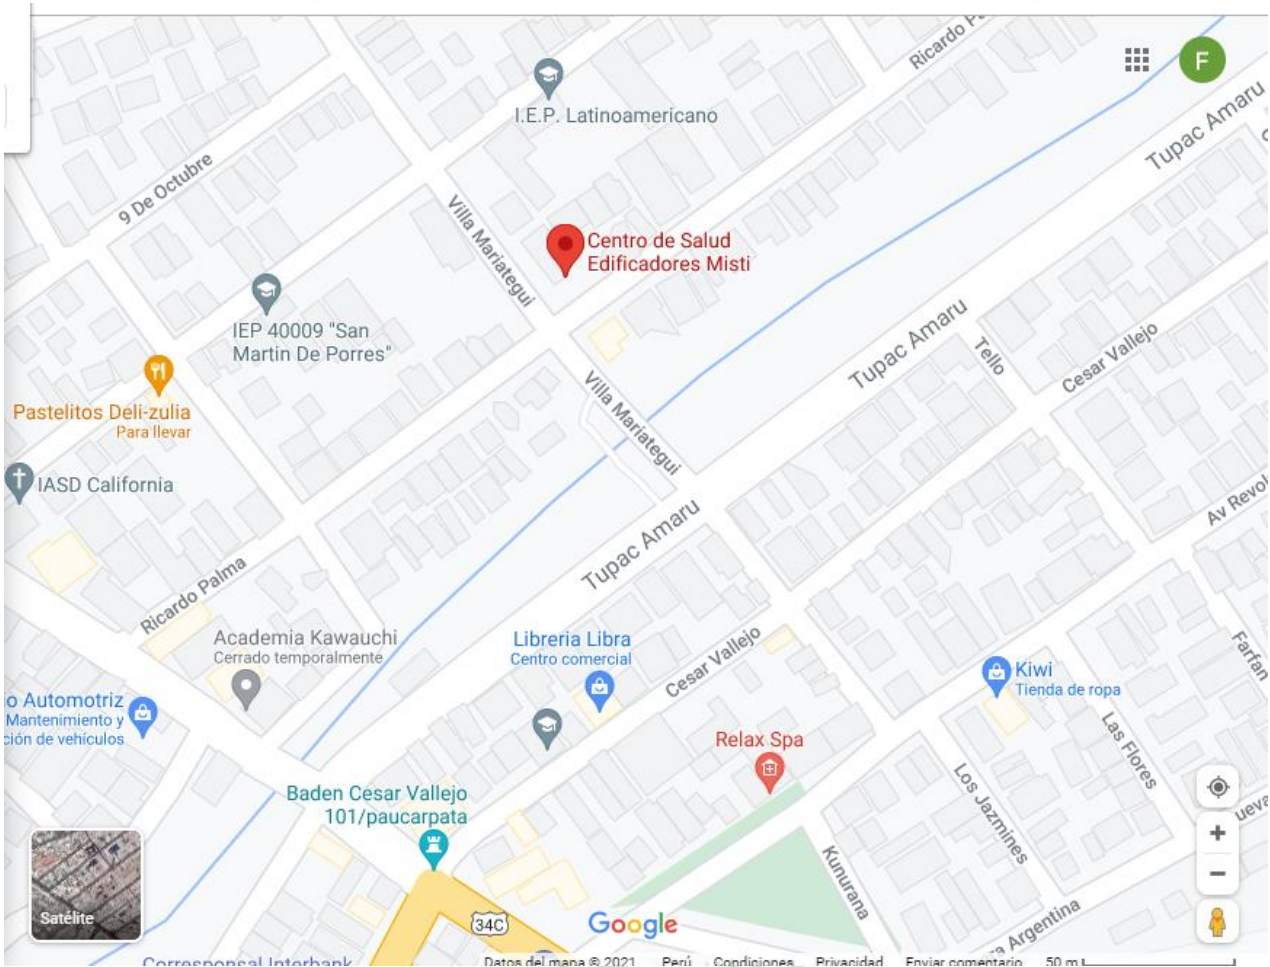 Ricardo P
F
I.E.P. Latinoamericano
Tupac Amaru
9 De Octubre
Villa Mariategui
Centro de Salud
Edificadores Misti
IEP 40009 "San
Martin De Porres"
Tupac Amaru
Tello
Cesar Vallejo
Pastelitos Deli-zulia
Para llevar
Villa Mariategui
IASD California
Av Revol
Tupac Amaru
Ricardo Palma
Academia Kawauchi
Cerrado temporalmente
Libreria Libra
Centro comercial
Cesar Vallejo
Farfan
Kiwi
Tienda de ropa
o Automotriz
Mantenimiento y
ción de vehículos
Relax Spa
Las Flores
Los Jazmines
Baden Cesar Vallejo
101/paucarpata
ueva
Kunurana
Satélite
34C
Google
a Argentina
Corresponsal Interbank
Datos del mapa © 2021 Perú Condiciones Privacidad Enviar comentario 50 m